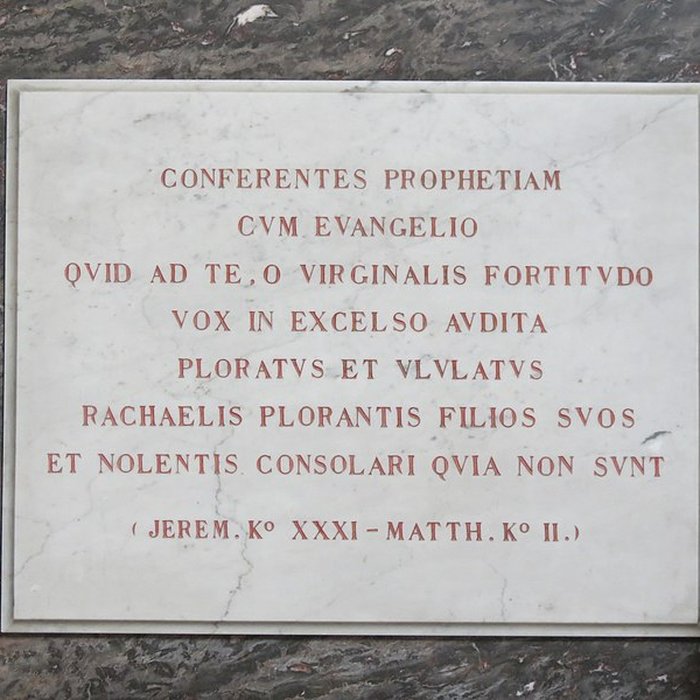 CONFERENTES PROPHETIAM
CVM EVANGELIO
QVID AD TE, O VIRGINALIS FORTITVDO
VOX IN EXCELSO AVDITA
PLORATVS ET VLVLATVS
RACHAELIS PLORANTIS FILIOS SVOS
ET NOLENTIS CONSOLARI QVIA NON SVNT
(JEREM. Kº XXXI - MATTH. Kº II.)